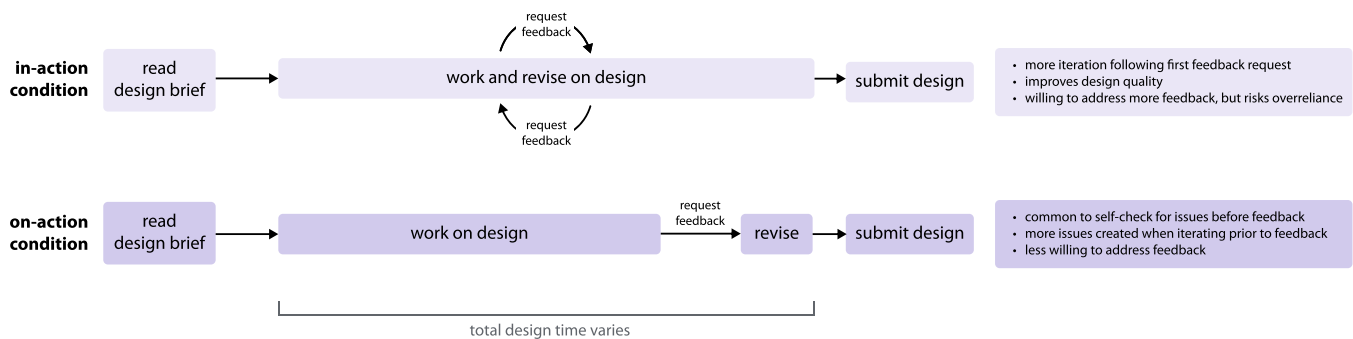 request
feedback
in-action
condition
read
design brief
work and revise on design
submit design
• more iteration following first feedback request
• improves design quality
• willing to address more feedback, but risks overreliance
request
feedback
on-action
condition
read
design brief
work on design
request
feedback
revise
submit design
• common to self-check for issues before feedback
• more issues created when iterating prior to feedback
• less willing to address feedback
total design time varies